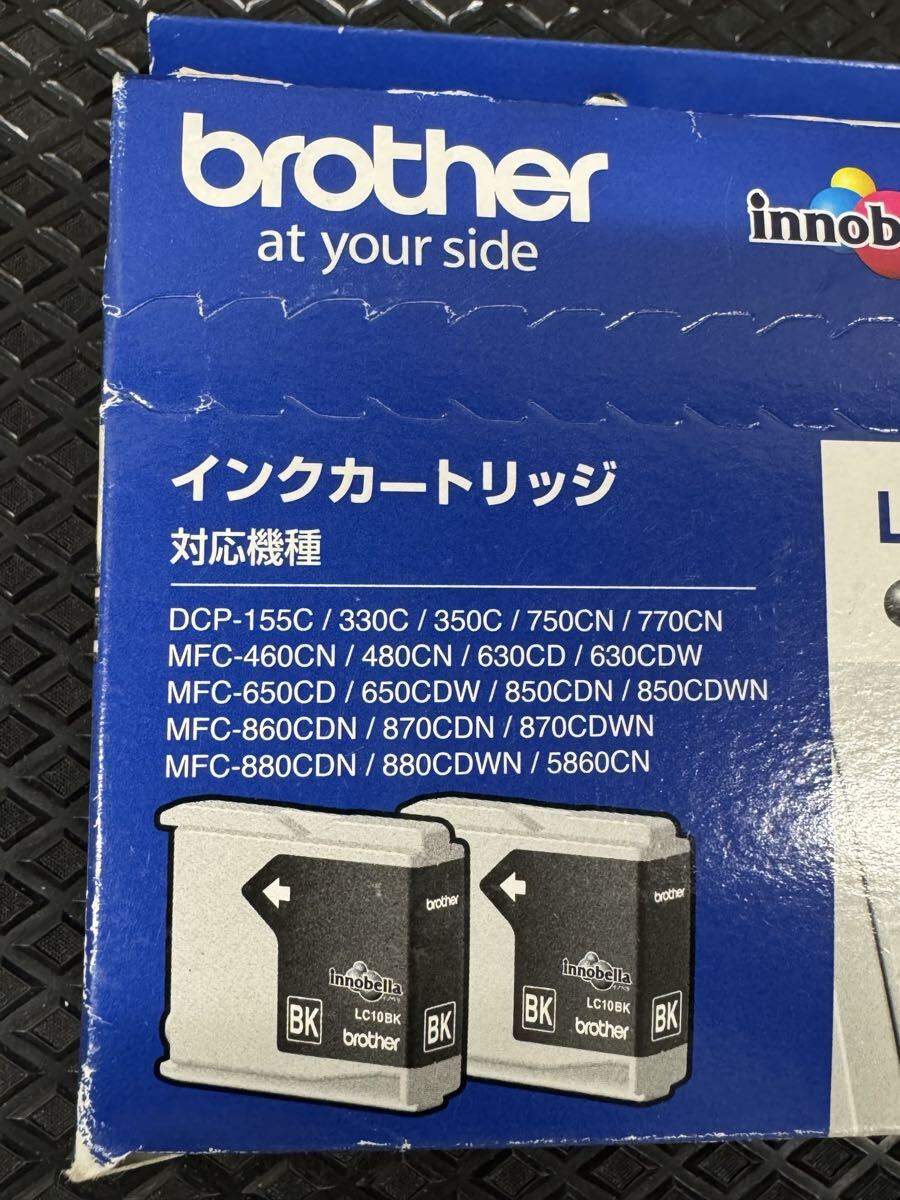 brother
at your side
innob
インクカートリッジ
対応機種
DCP-155C / 330C / 350C / 750CN / 770CN
MFC-460CN / 480CN / 630CD / 630CDW
MFC-650CD / 650CDW / 850CDN / 850CDWN
MFC-860CDN / 870CDN / 870CDWN
MFC-880CDN / 880CDWN / 5860CN
brother
innobella
LC10BK
BK
brother
BK
brother
innobella
LC10BK
BK
brother
BK